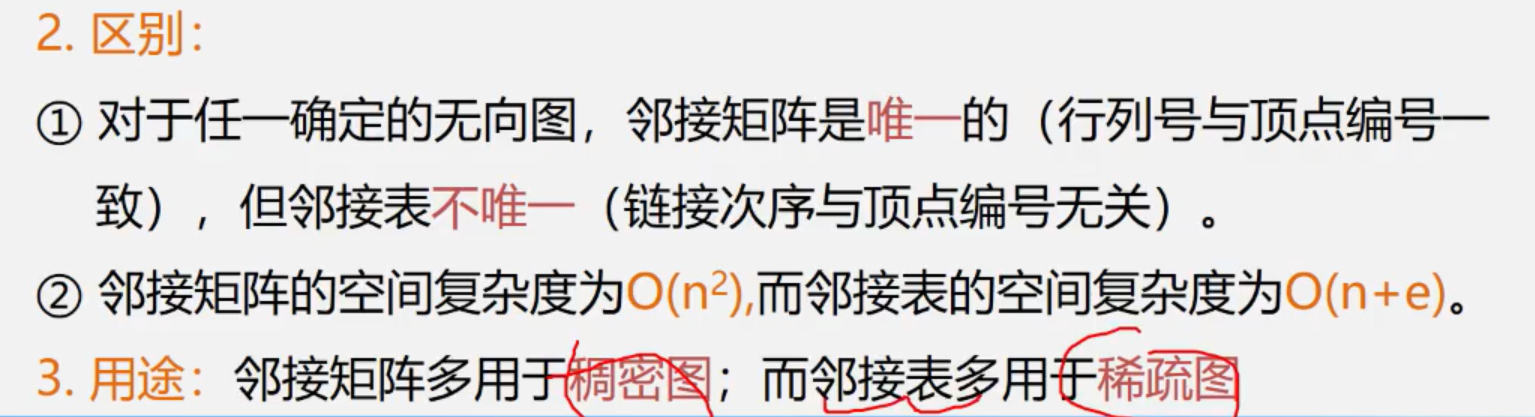 2. 区别：
① 对于任一确定的无向图，邻接矩阵是唯一的（行列号与顶点编号一
致），但邻接表不唯一（链接次序与顶点编号无关）。
② 邻接矩阵的空间复杂度为O(n²),而邻接表的空间复杂度为O(n+e)。
3. 用途：邻接矩阵多用于稠密图；而邻接表多用于稀疏图